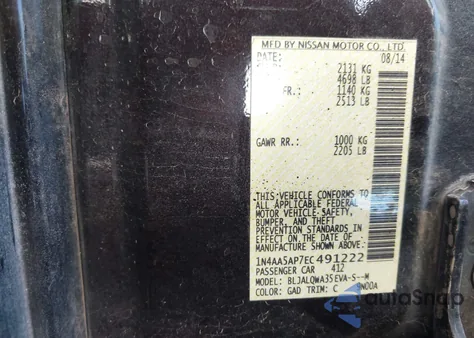 MFD BY NISSAN MOTOR CO., LTD.
DATE: 08/14
2131 KG
4698 LB
FR.: 1140 KG
2513 LB
GAWR RR.: 1000 KG
2205 LB
THIS VEHICLE CONFORMS TO
ALL APPLICABLE FEDERAL
MOTOR VEHICLE SAFETY,
BUMPER, AND THEFT
PREVENTION STANDARDS IN
EFFECT ON THE DATE OF
MANUFACTURE SHOWN ABOVE.
1N4AA5AP7EC491222
PASSENGER CAR 412
MODEL: BLJALQWA35EVA-S--M
COLOR: GAD TRIM: C
autoSnap